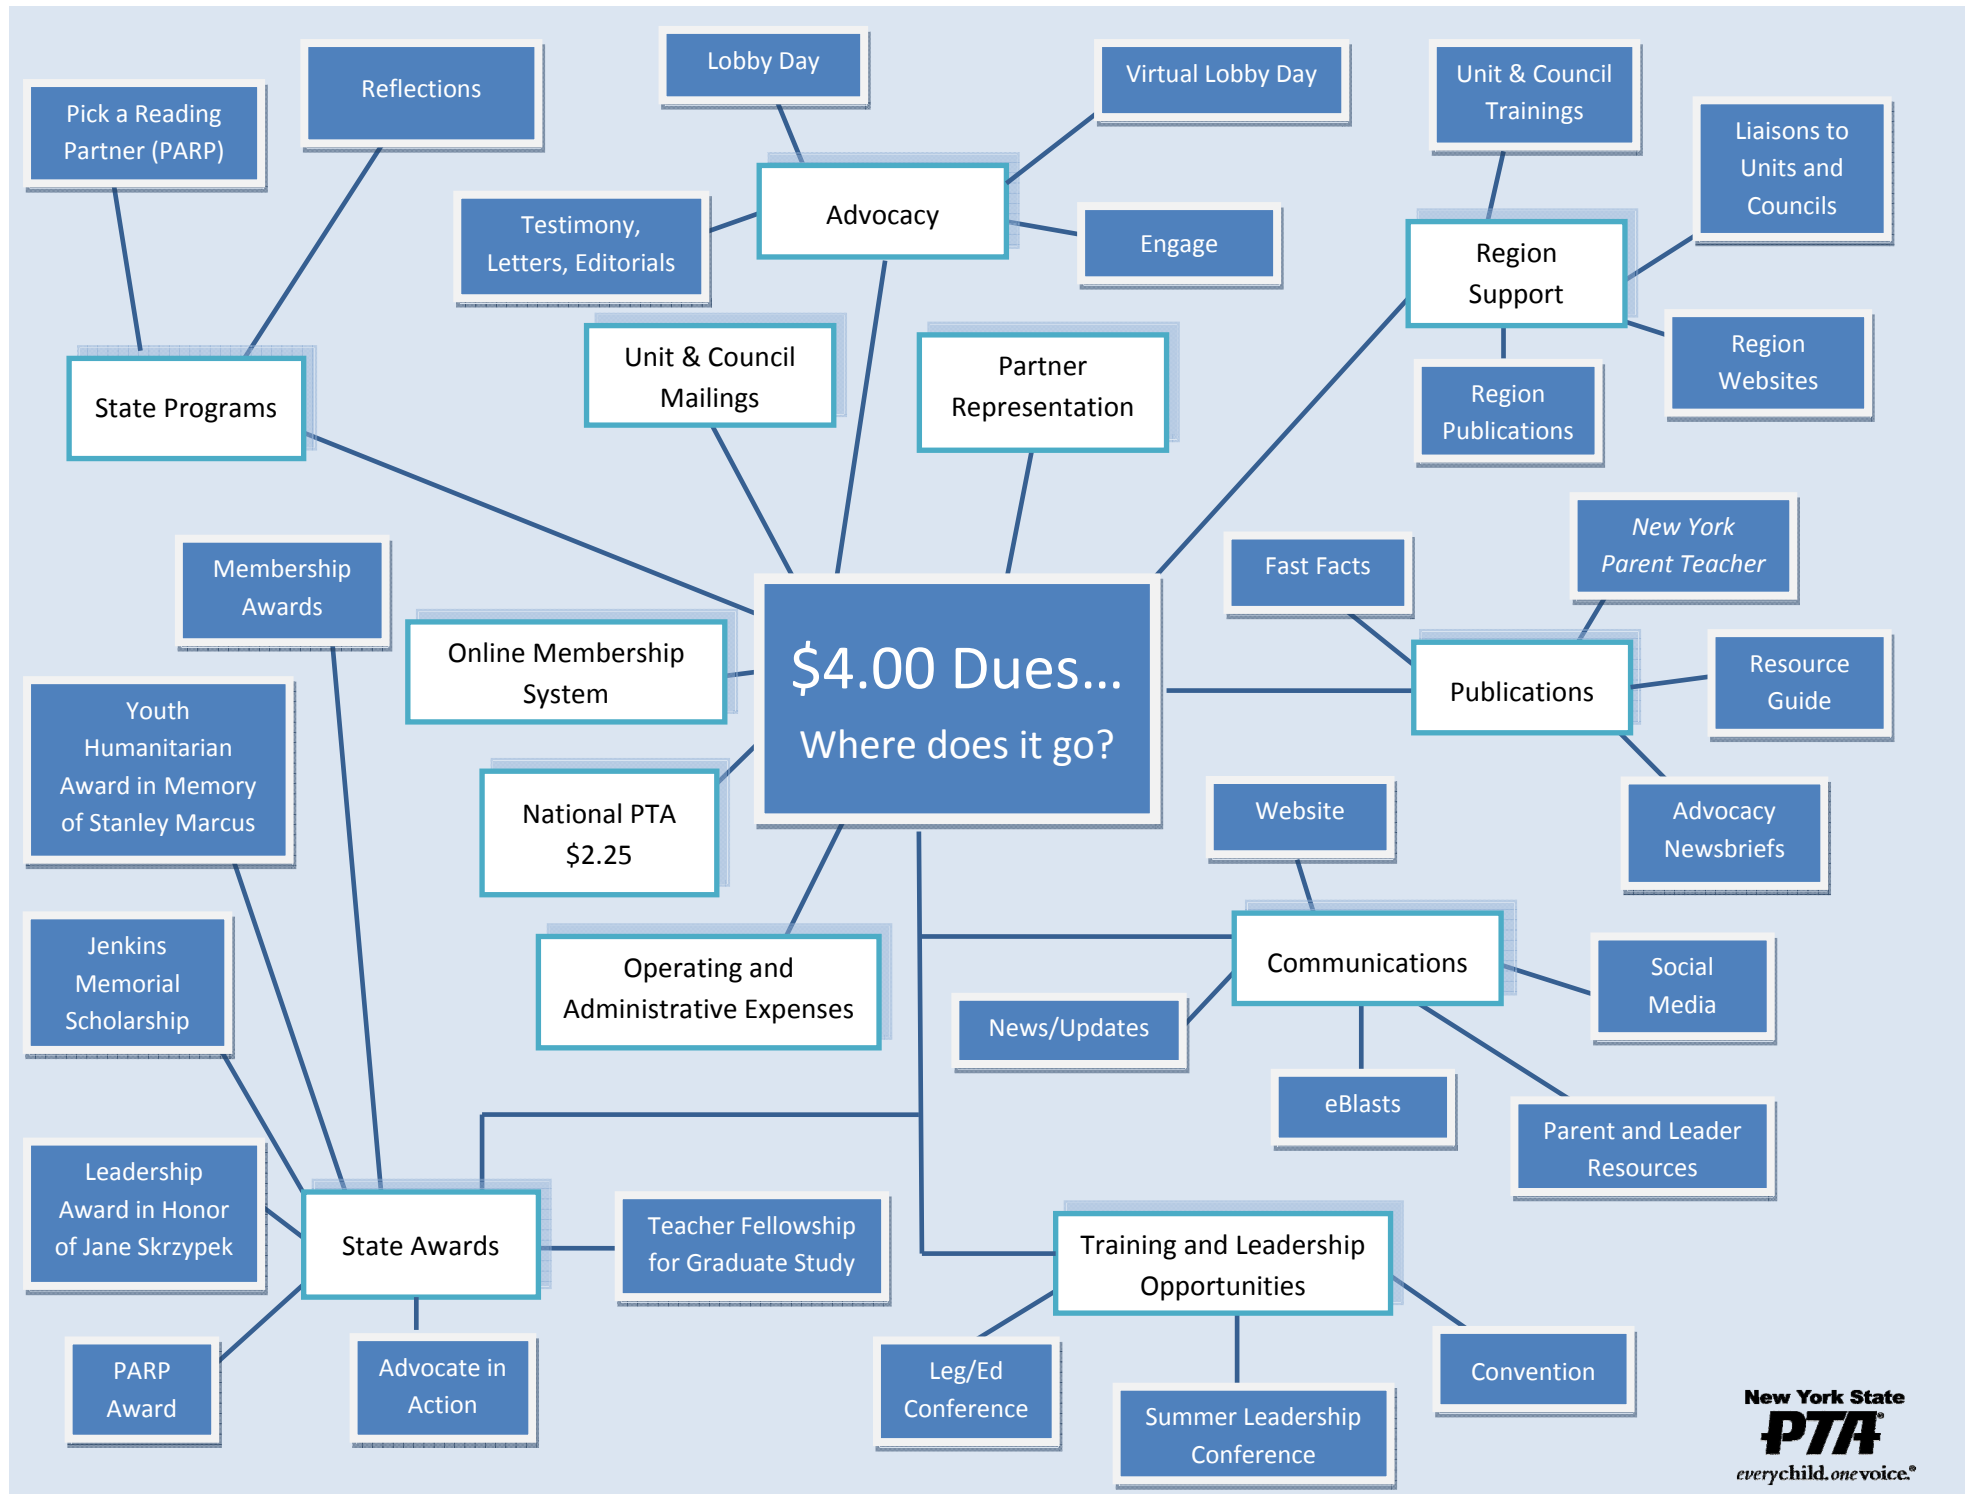 Pick a Reading
Partner (PARP)
Reflections
State Programs
Lobby Day
Virtual Lobby Day
Testimony,
Letters, Editorials
Advocacy
Engage
Unit & Council
Trainings
Liaisons to
Units and
Councils
Region
Support
Region
Websites
Region
Publications
Unit & Council
Mailings
Partner
Representation
$4.00 Dues...
Where does it go?
Online Membership
System
National PTA
$2.25
Operating and
Administrative Expenses
Fast Facts
New York
Parent Teacher
Publications
Resource
Guide
Advocacy
Newsbriefs
Website
Communications
Social
Media
News/Updates
eBlasts
Parent and Leader
Resources
Membership
Awards
Youth
Humanitarian
Award in Memory
of Stanley Marcus
Jenkins
Memorial
Scholarship
Leadership
Award in Honor
of Jane Skrzypek
State Awards
Teacher Fellowship
for Graduate Study
PARP
Award
Advocate in
Action
Training and Leadership
Opportunities
Leg/Ed
Conference
Summer Leadership
Conference
Convention
New York State
PTA®
everychild.onevoice.®